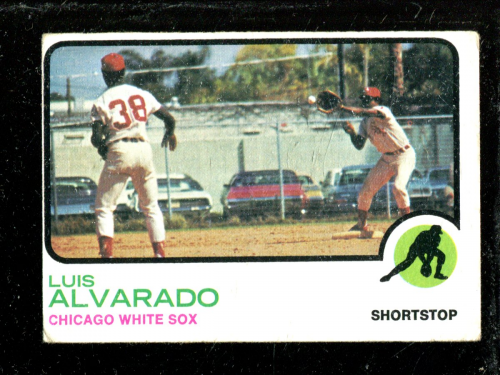 38
LUIS
ALVARADO
CHICAGO WHITE SOX
SHORTSTOP